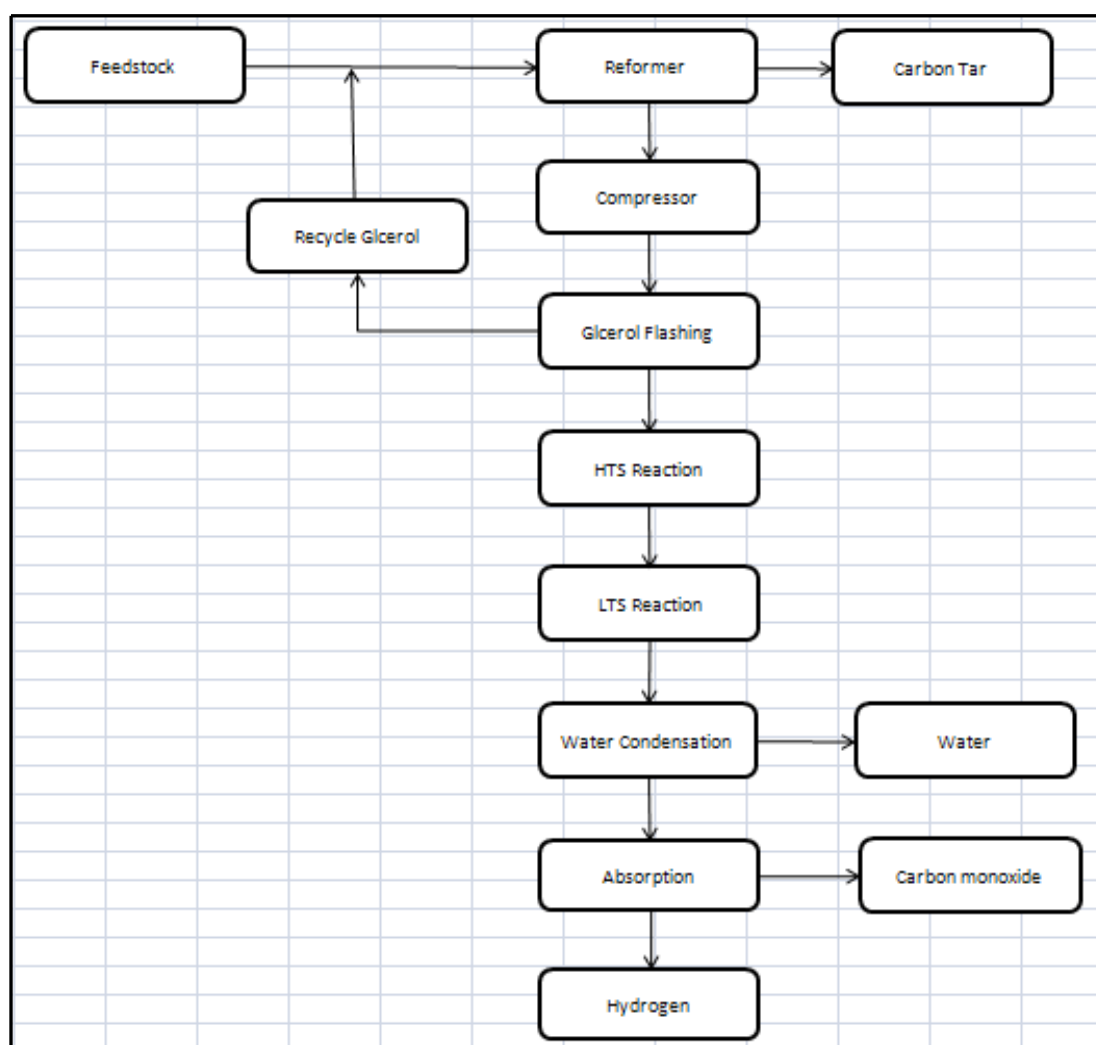 Feedstock
Reformer
Carbon Tar
Compressor
Recycle Glcerol
Glcerol Flashing
HTS Reaction
LTS Reaction
Water Condensation
Water
Absorption
Carbon monoxide
Hydrogen